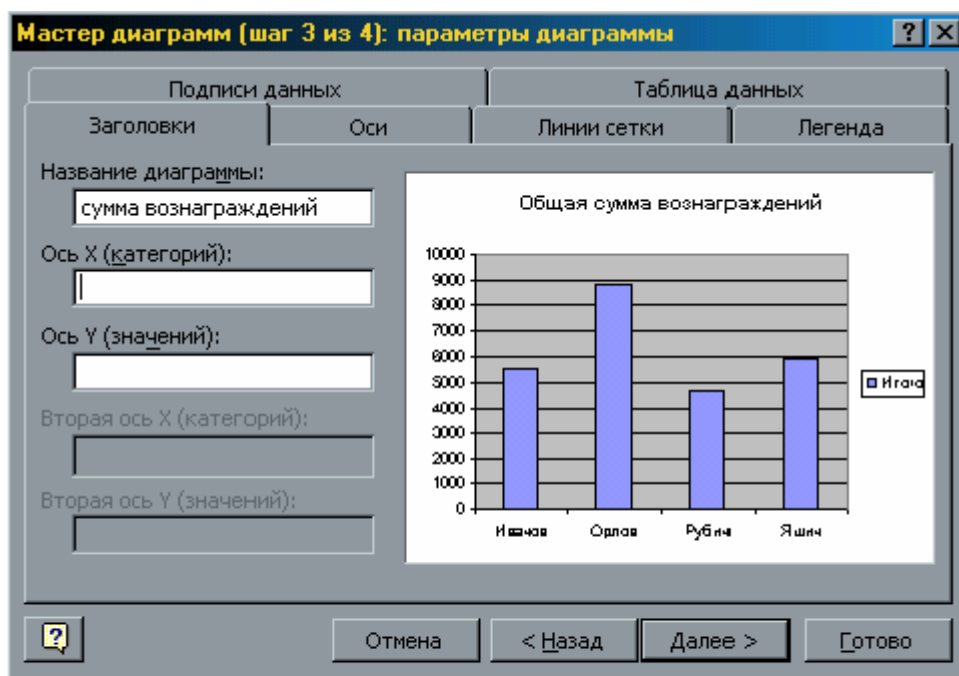 Мастер диаграмм (шаг 3 из 4): параметры диаграммы
Подписи данных
Таблица данных
Заголовки
Оси
Линии сетки
Легенда
Название диаграммы:
сумма вознаграждений
Ось X (категорий):
Ось Y (значений):
Вторая ось X (категорий):
Вторая ось Y (значений):
Общая сумма вознаграждений
10000
9000
8000
7000
6000
5000
4000
3000
2000
1000
0
Иванов
Орлов
Рубин
Яшин
Итого
?
Отмена
< Назад
Далее >
Готово